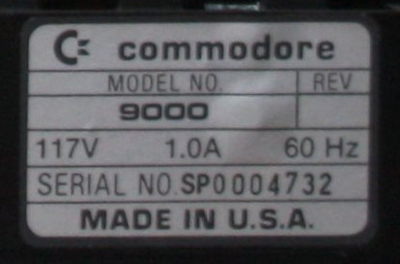 commodore
MODEL NO. REV
9000
117V 1.0A 60 Hz
SERIAL NO. SP0004732
MADE IN U.S.A.